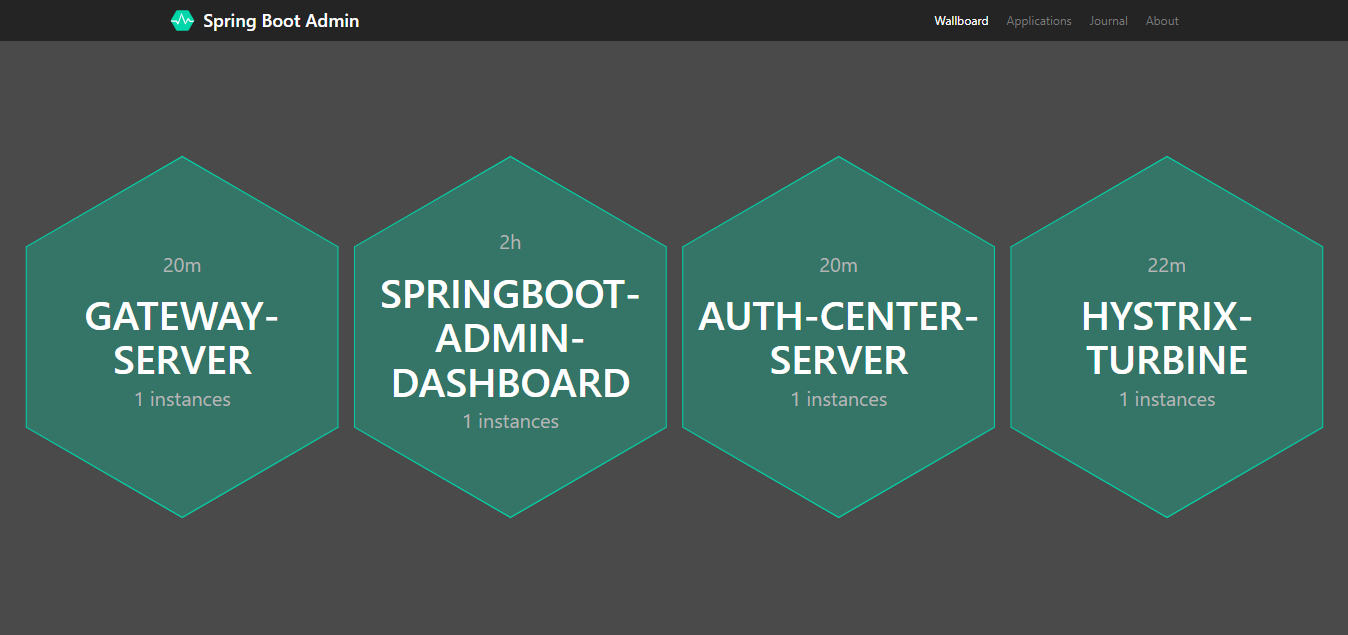 Spring Boot Admin
Wallboard Applications Journal About
20m
GATEWAY-
SERVER
1 instances
2h
SPRINGBOOT-
ADMIN-
DASHBOARD
1 instances
20m
AUTH-CENTER-
SERVER
1 instances
22m
HYSTRIX-
TURBINE
1 instances